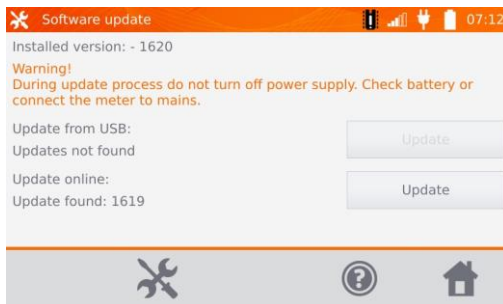 Software update
07:12
Installed version: - 1620
Warning!
During update process do not turn off power supply. Check battery or
connect the meter to mains.
Update from USB:
Update
Updates not found
Update online:
Update
Update found: 1619
?